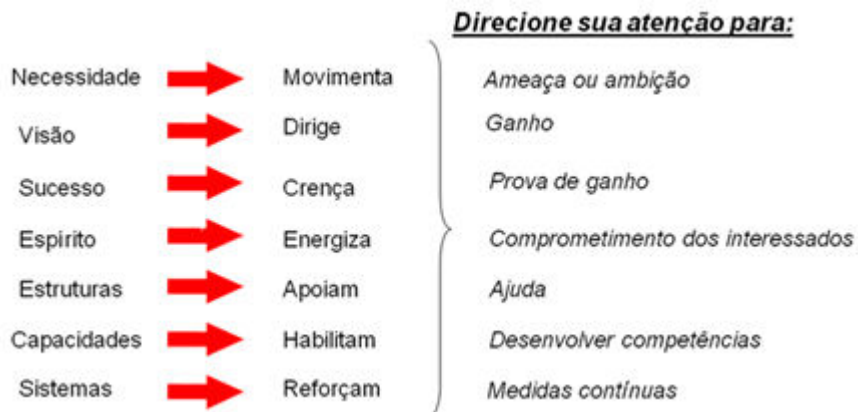 Direcione sua atenção para:
Necessidade Movimenta Ameaça ou ambição
Visão Dirige Ganho
Sucesso Crença Prova de ganho
Espirito Energiza Comprometimento dos interessados
Estruturas Apoiam Ajuda
Capacidades Habilitam Desenvolver competências
Sistemas Reforçam Medidas contínuas